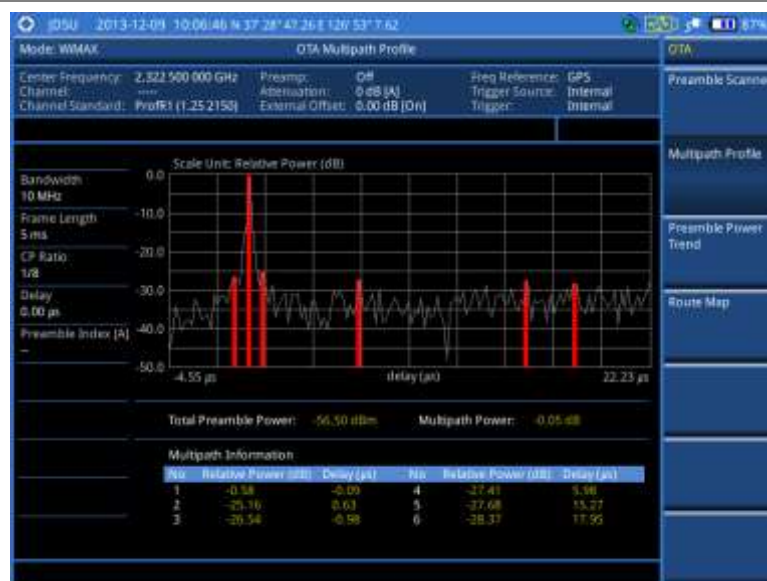 JDSU 2013-12-09 10:06:46 N 37°28'47.26 E 126°53'7.62 87%
Mode: WiMAX OTA Multipath Profile OTA
Center Frequency: 2.322 500 000 GHz Preamp: Off Freq Reference: GPS
Channel: ----- Attenuation: 0 dB [A] Trigger Source: Internal
Channel Standard: ProfR1 (1.25 2150) External Offset: 0.00 dB [On] Trigger: Internal
Preamble Scanne
Multipath Profile
Preamble Power
Trend
Route Map
Bandwidth
10 MHz
Frame Length
5 ms
CP Ratio
1/8
Delay
0.00 µs
Preamble Index [A]
--
Scale Unit: Relative Power (dB)
0.0
-10.0
-20.0
-30.0
-40.0
-50.0
-4.55 µs delay (µs) 22.23 µs
Total Preamble Power: -56.50 dBm Multipath Power: -0.05 dB
Multipath Information
No Relative Power (dB) Delay (µs) No Relative Power (dB) Delay (µs)
1 -0.58 -0.09 4 -27.41 5.98
2 -25.16 0.63 5 -27.68 15.27
3 -26.54 -0.98 6 -28.37 17.95